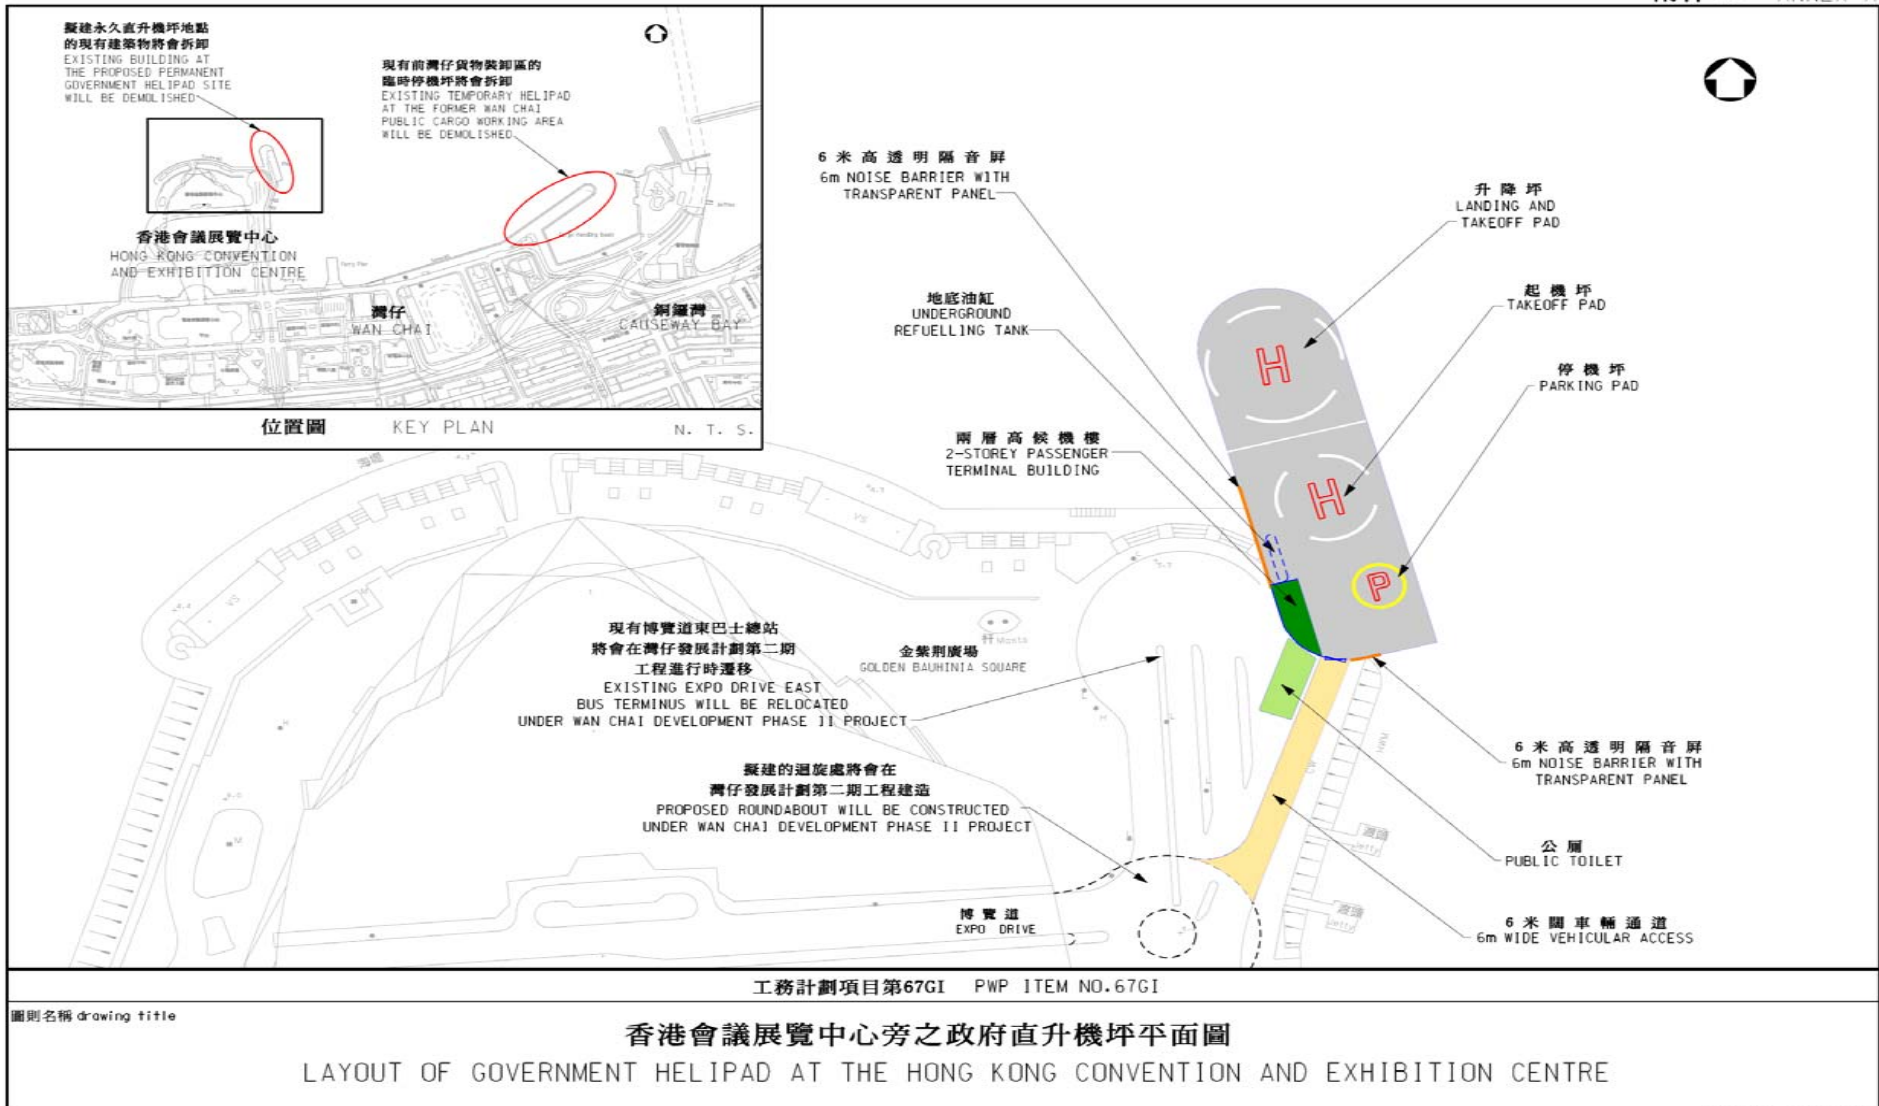 擬建永久直升機坪地點
的現有建築物將會拆卸
EXISTING BUILDING AT
THE PROPOSED PERMANENT
GOVERNMENT HELIPAD SITE
WILL BE DEMOLISHED
現有前灣仔貨物裝卸區的
臨時停機坪將會拆卸
EXISTING TEMPORARY HELIPAD
AT THE FORMER WAN CHAI
PUBLIC CARGO WORKING AREA
WILL BE DEMOLISHED
香港會議展覽中心
HONG KONG CONVENTION
AND EXHIBITION CENTRE
灣仔
WAN CHAI
銅鑼灣
CAUSEWAY BAY
位置圖 KEY PLAN N. T. S.
6 米高透明隔音屏
6m NOISE BARRIER WITH
TRANSPARENT PANEL
升降坪
LANDING AND
TAKEOFF PAD
地底油缸
UNDERGROUND
REFUELLING TANK
起機坪
TAKEOFF PAD
停機坪
PARKING PAD
兩層高候機樓
2-STOREY PASSENGER
TERMINAL BUILDING
H
H
P
VS
VS
現有博覽道東巴士總站
將會在灣仔發展計劃第二期
工程進行時遷移
EXISTING EXPO DRIVE EAST
BUS TERMINUS WILL BE RELOCATED
UNDER WAN CHAI DEVELOPMENT PHASE II PROJECT
金紫荊廣場
GOLDEN BAUHINIA SQUARE
擬建的迴旋處將會在
灣仔發展計劃第二期工程建造
PROPOSED ROUNDABOUT WILL BE CONSTRUCTED
UNDER WAN CHAI DEVELOPMENT PHASE II PROJECT
6 米高透明隔音屏
6m NOISE BARRIER WITH
TRANSPARENT PANEL
公廁
PUBLIC TOILET
Jetty
Jetty
博覽道
EXPO DRIVE
6 米闊車輛通道
6m WIDE VEHICULAR ACCESS
工務計劃項目第67GI PWP ITEM NO.67GI
圖則名稱 drawing title
香港會議展覽中心旁之政府直升機坪平面圖
LAYOUT OF GOVERNMENT HELIPAD AT THE HONG KONG CONVENTION AND EXHIBITION CENTRE